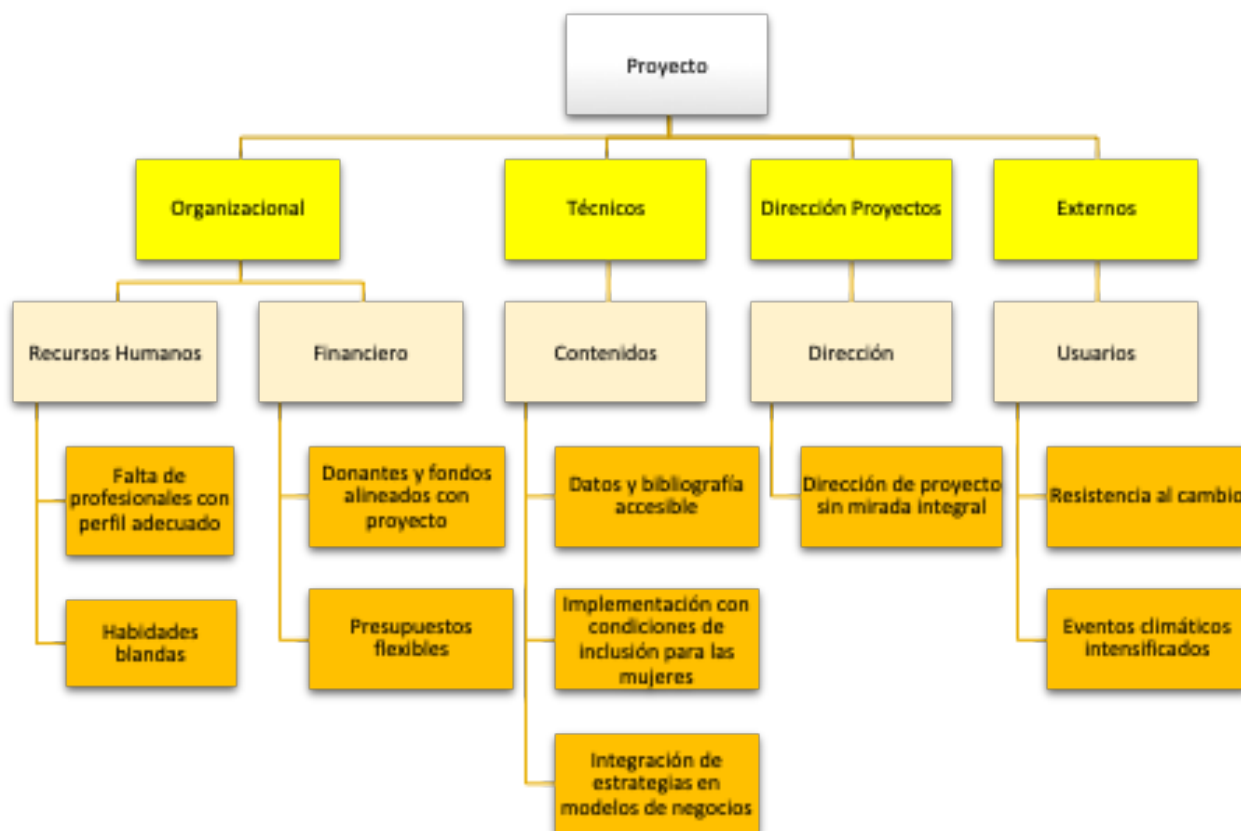 Proyecto
Organizacional
Técnicos
Dirección Proyectos
Externos
Recursos Humanos
Financiero
Contenidos
Dirección
Usuarios
Falta de
profesionales con
perfil adecuado
Donantes y fondos
alineados con
proyecto
Datos y bibliografía
accesible
Dirección de proyecto
sin mirada integral
Resistencia al cambio
Habidades
blandas
Presupuestos
flexibles
Implementación con
condiciones de
inclusión para las
mujeres
Eventos climáticos
intensificados
Integración de
estrategias en
modelos de negocios